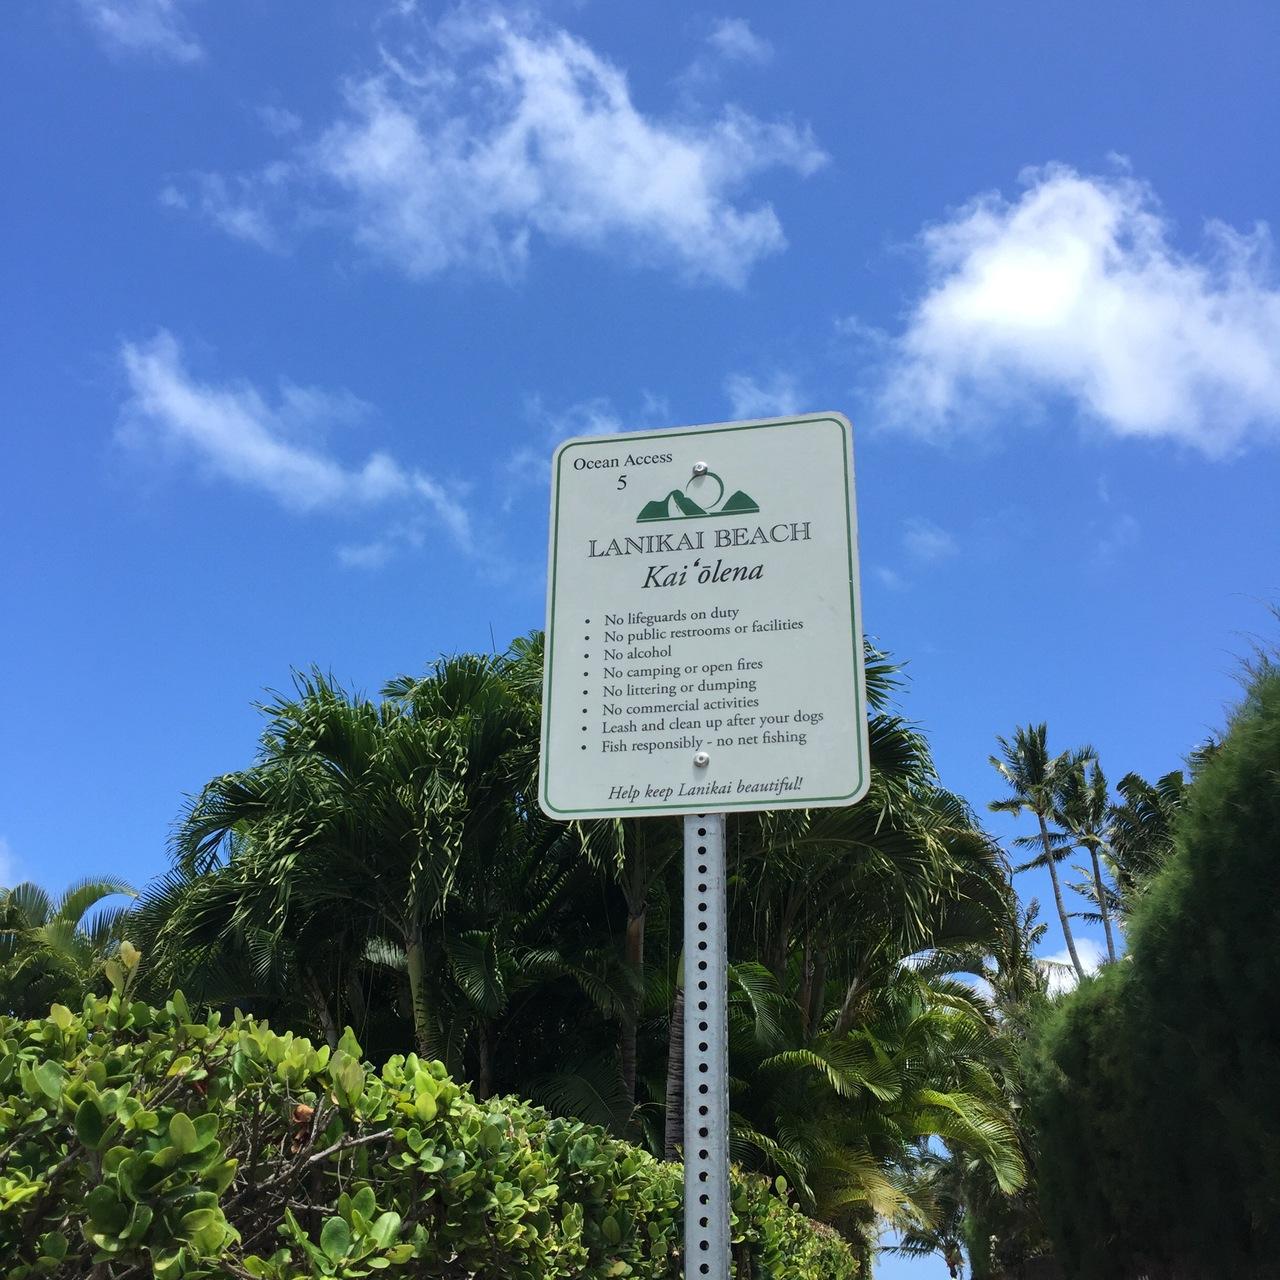 Ocean Access
5
LANIKAI BEACH
Kaiʻōlena
• No lifeguards on duty
• No public restrooms or facilities
• No alcohol
• No camping or open fires
• No littering or dumping
• No commercial activities
• Leash and clean up after your dogs
• Fish responsibly - no net fishing
Help keep Lanikai beautiful!